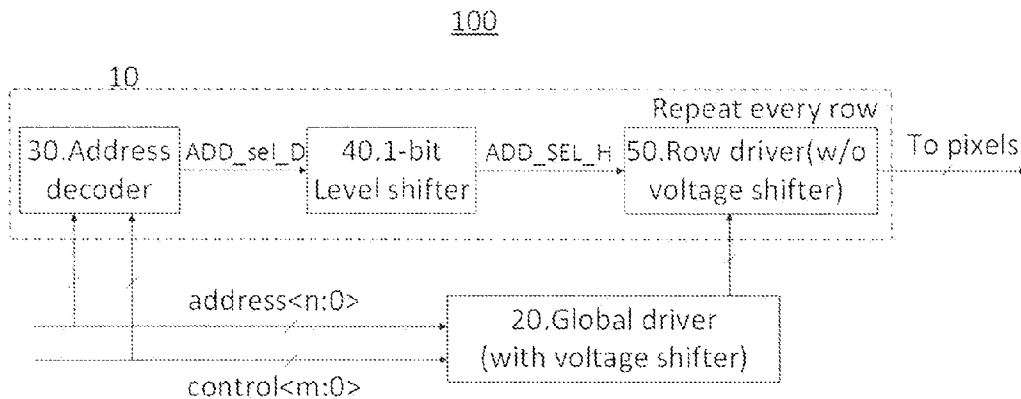 100
10
Repeat every row
30.Address
decoder
ADD_sel_D
40.1-bit
Level shifter
ADD_SEL_H
50.Row driver(w/o
voltage shifter)
To pixels
address<n:0>
control<m:0>
20.Global driver
(with voltage shifter)